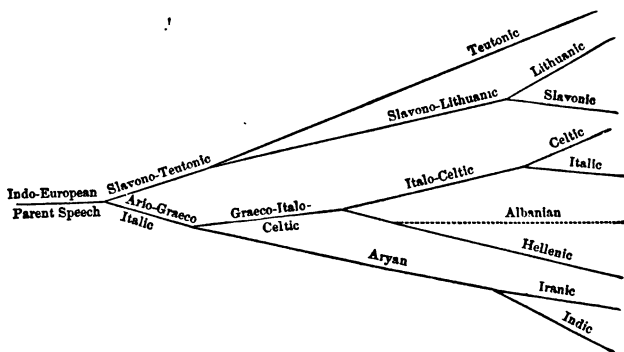 Teutonic
Lithuanic
Slavono-Lithuanic
Slavonic
Slavono-Teutonic
Celtic
Italic
Italo-Celtic
Indo-European
Parent Speech
Ario-Graeco
Italic
Graeco-Italo-
Celtic
Albanian
Hellenic
Aryan
Iranic
Indic